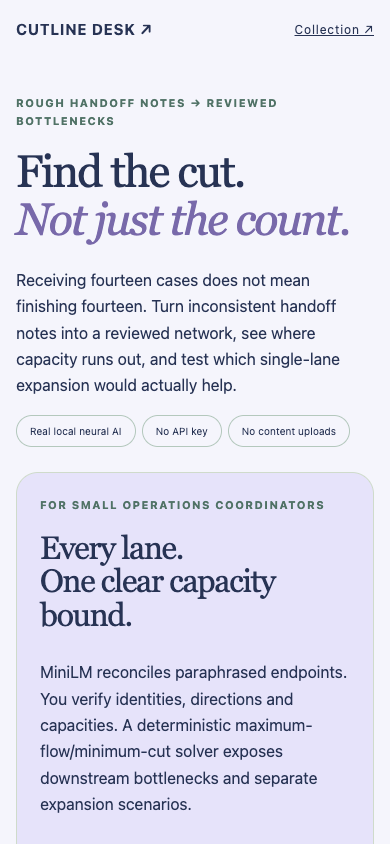 CUTLINE DESK ↗
Collection ↗
ROUGH HANDOFF NOTES → REVIEWED
BOTTLENECKS
Find the cut.
Not just the count.
Receiving fourteen cases does not mean
finishing fourteen. Turn inconsistent handoff
notes into a reviewed network, see where
capacity runs out, and test which single-lane
expansion would actually help.
Real local neural AI
No API key
No content uploads
FOR SMALL OPERATIONS COORDINATORS
Every lane.
One clear capacity
bound.
MiniLM reconciles paraphrased endpoints.
You verify identities, directions and
capacities. A deterministic maximum-
flow/minimum-cut solver exposes
downstream bottlenecks and separate
expansion scenarios.